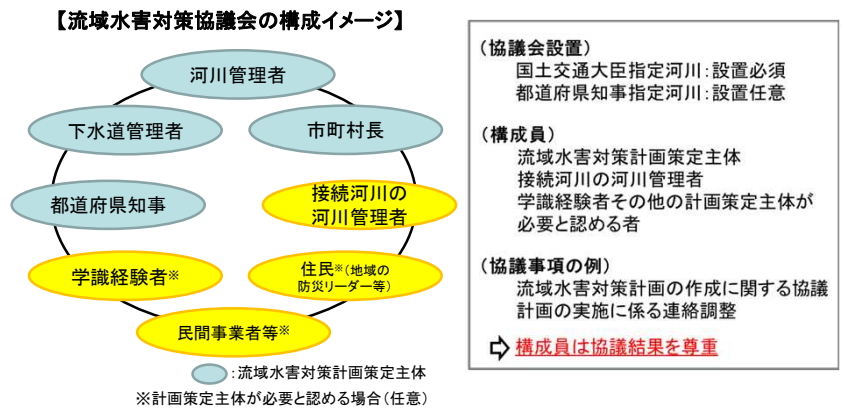 【流域水害対策協議会の構成イメージ】
河川管理者
下水道管理者
市町村長
都道府県知事
接続河川の
河川管理者
学識経験者※
住民※(地域の
防災リーダー等)
民間事業者等※
:流域水害対策計画策定主体
※計画策定主体が必要と認める場合(任意)
(協議会設置)
国土交通大臣指定河川:設置必須
都道府県知事指定河川:設置任意
(構成員)
流域水害対策計画策定主体
接続河川の河川管理者
学識経験者その他の計画策定主体が
必要と認める者
(協議事項の例)
流域水害対策計画の作成に関する協議
計画の実施に係る連絡調整
⇨ 構成員は協議結果を尊重